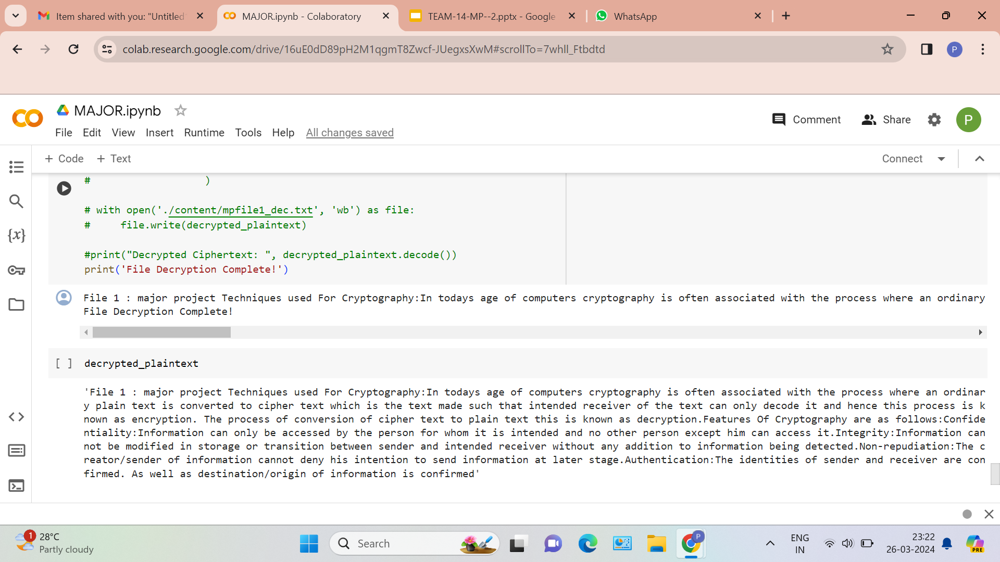 Item shared with you: "Untitled
MAJOR.ipynb - Colaboratory
TEAM-14-MP--2.pptx - Google
WhatsApp
colab.research.google.com/drive/16uE0dD89pH2M1qgmT8Zwcf-JUegxsXwM#scrollTo=7whll_Ftbdtd
P
MAJOR.ipynb
Comment
Share
P
File Edit View Insert Runtime Tools Help All changes saved
+ Code + Text
Connect
# )
# with open('./content/mpfile1_dec.txt', 'wb') as file:
# file.write(decrypted_plaintext)
#print("Decrypted Ciphertext: ", decrypted_plaintext.decode())
print('File Decryption Complete!')
File 1 : major project Techniques used For Cryptography:In todays age of computers cryptography is often associated with the process where an ordinary
File Decryption Complete!
[ ] decrypted_plaintext
'File 1 : major project Techniques used For Cryptography:In todays age of computers cryptography is often associated with the process where an ordinar
y plain text is converted to cipher text which is the text made such that intended receiver of the text can only decode it and hence this process is k
nown as encryption. The process of conversion of cipher text to plain text this is known as decryption.Features Of Cryptography are as follows:Confide
ntiality:Information can only be accessed by the person for whom it is intended and no other person except him can access it.Integrity:Information can
not be modified in storage or transition between sender and intended receiver without any addition to information being detected.Non-repudiation:The c
reator/sender of information cannot deny his intention to send information at later stage.Authentication:The identities of sender and receiver are con
firmed. As well as destination/origin of information is confirmed'
{x}
1
28°C
Partly cloudy
Search
P
ENG
IN
23:22
26-03-2024
PRE